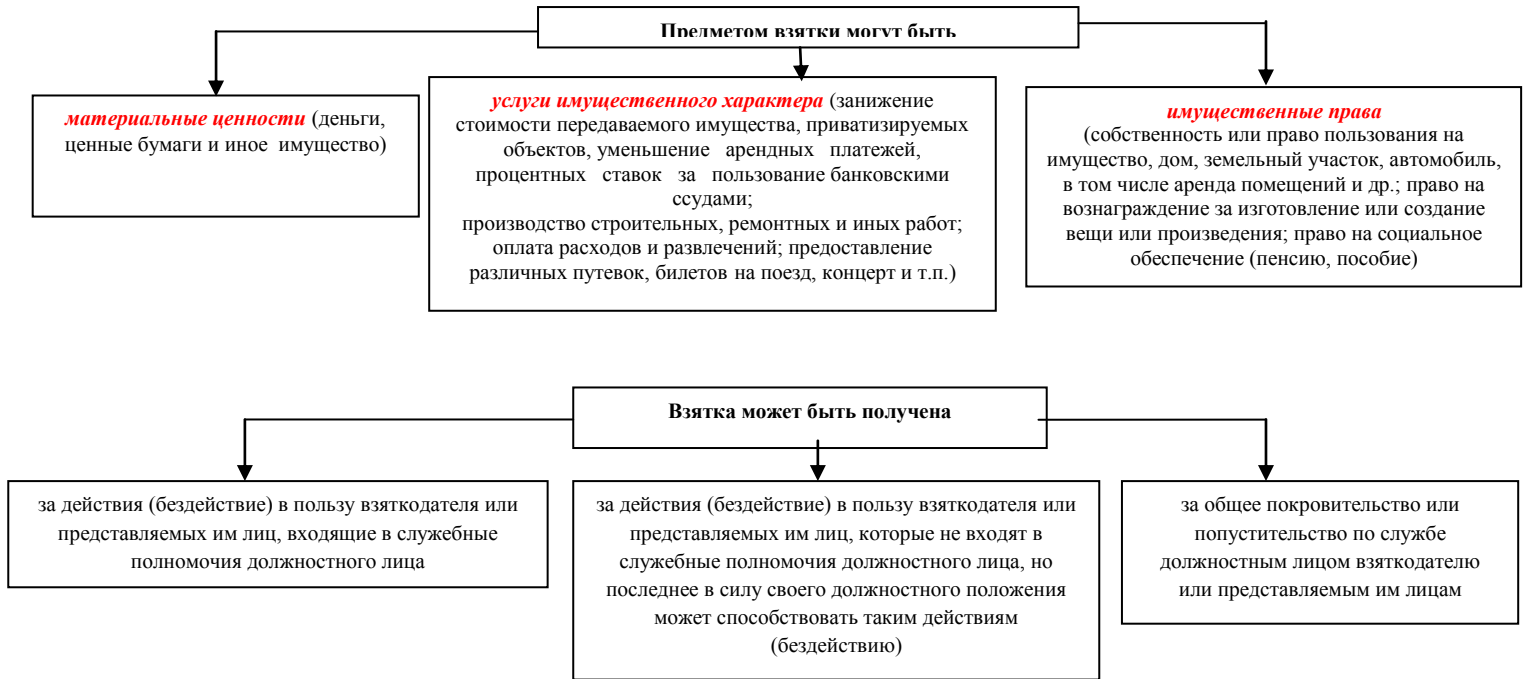 Предметом взятки могут быть
материальные ценности (деньги,
ценные бумаги и иное имущество)
услуги имущественного характера (занижение
стоимости передаваемого имущества, приватизируемых
объектов, уменьшение арендных платежей,
процентных ставок за пользование банковскими
ссудами;
производство строительных, ремонтных и иных работ;
оплата расходов и развлечений; предоставление
различных путевок, билетов на поезд, концерт и т.п.)
имущественные права
(собственность или право пользования на
имущество, дом, земельный участок, автомобиль,
в том числе аренда помещений и др.; право на
вознаграждение за изготовление или создание
вещи или произведения; право на социальное
обеспечение (пенсию, пособие)
Взятка может быть получена
за действия (бездействие) в пользу взяткодателя или
представляемых им лиц, входящие в служебные
полномочия должностного лица
за действия (бездействие) в пользу взяткодателя или
представляемых им лиц, которые не входят в
служебные полномочия должностного лица, но
последнее в силу своего должностного положения
может способствовать таким действиям
(бездействию)
за общее покровительство или
попустительство по службе
должностным лицом взяткодателю
или представляемым им лицам